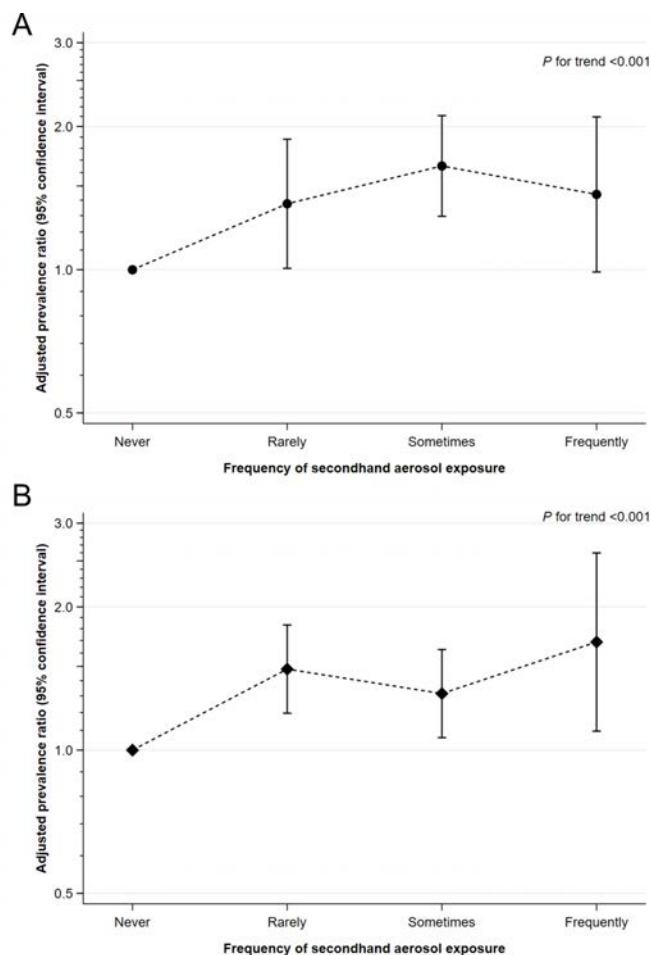 A
P for trend <0.001
Adjusted prevalence ratio (95% confidence interval)
3.0
2.0
1.0
0.5
Never Rarely Sometimes Frequently
Frequency of secondhand aerosol exposure
B
P for trend <0.001
Adjusted prevalence ratio (95% confidence interval)
3.0
2.0
1.0
0.5
Never Rarely Sometimes Frequently
Frequency of secondhand aerosol exposure